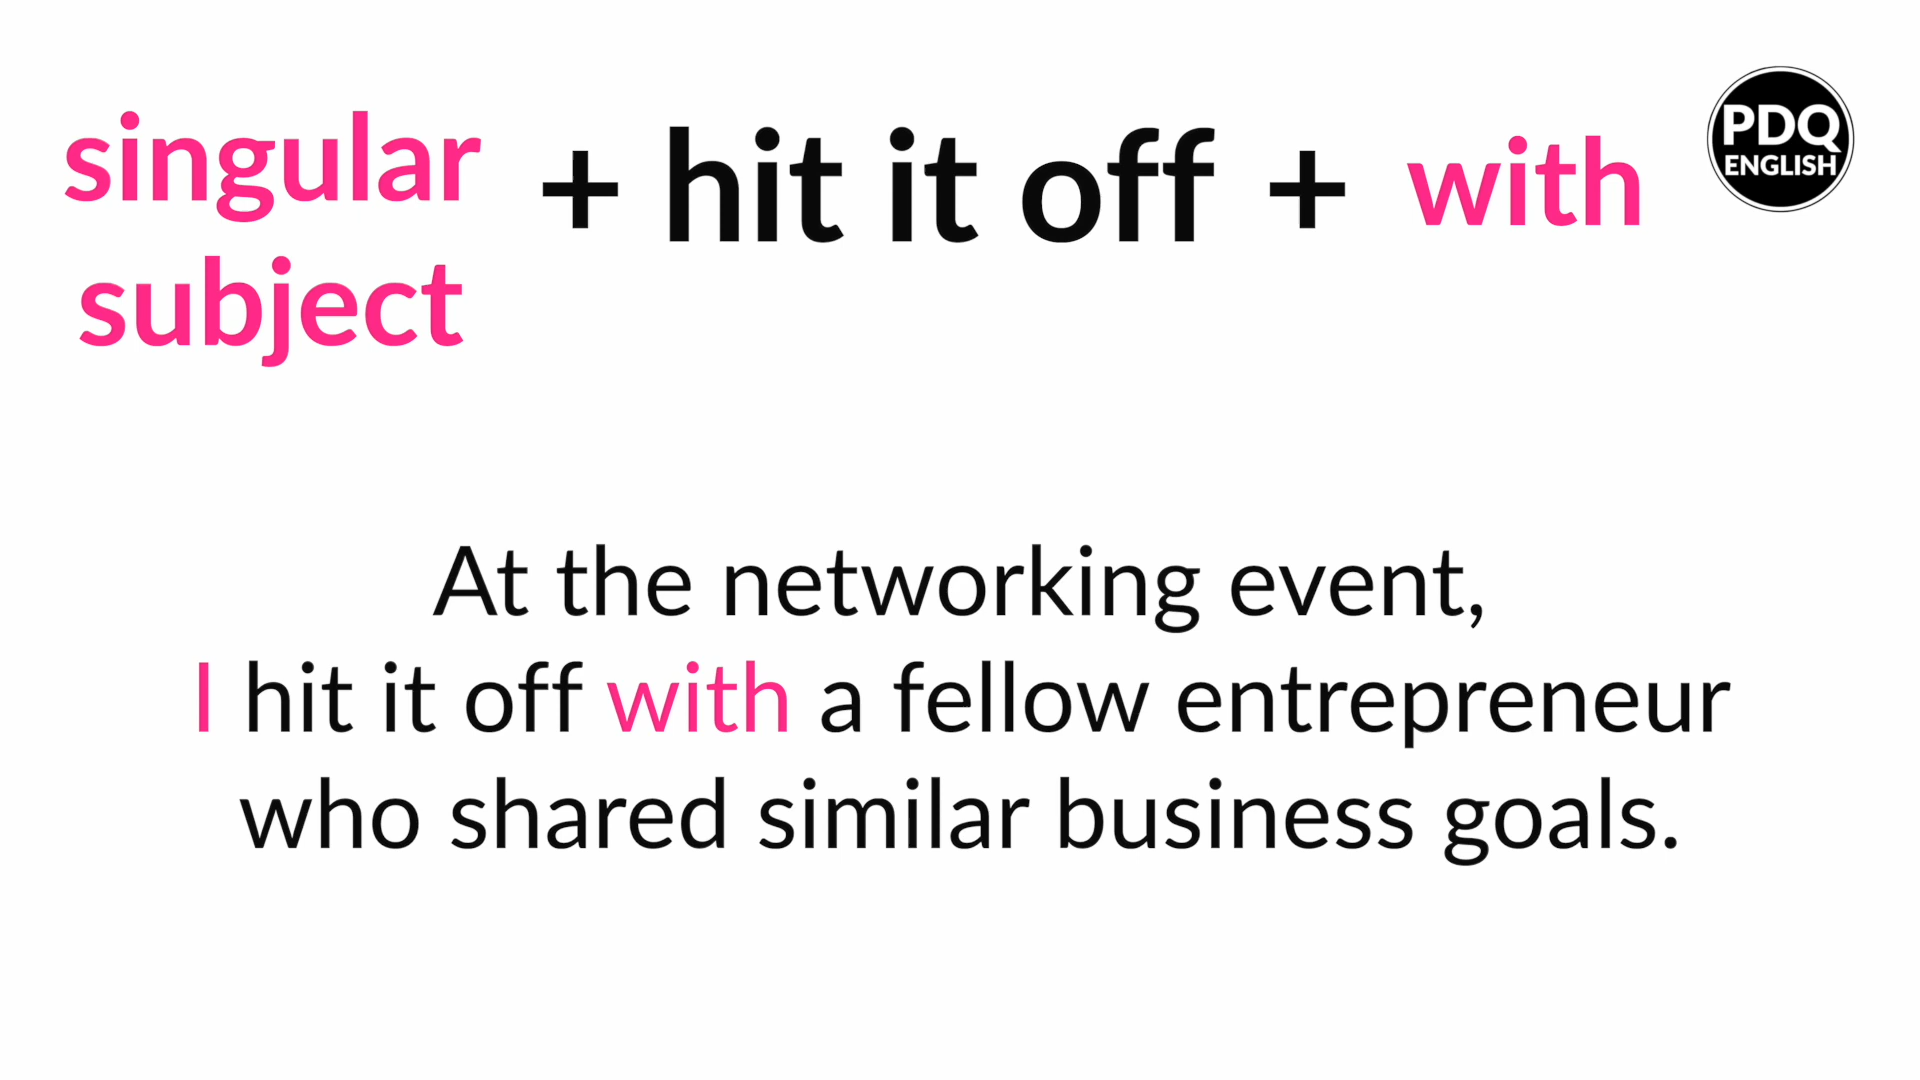 singular
subject
+ hit it off + with
PDQ
ENGLISH
At the networking event,
I hit it off with a fellow entrepreneur
who shared similar business goals.